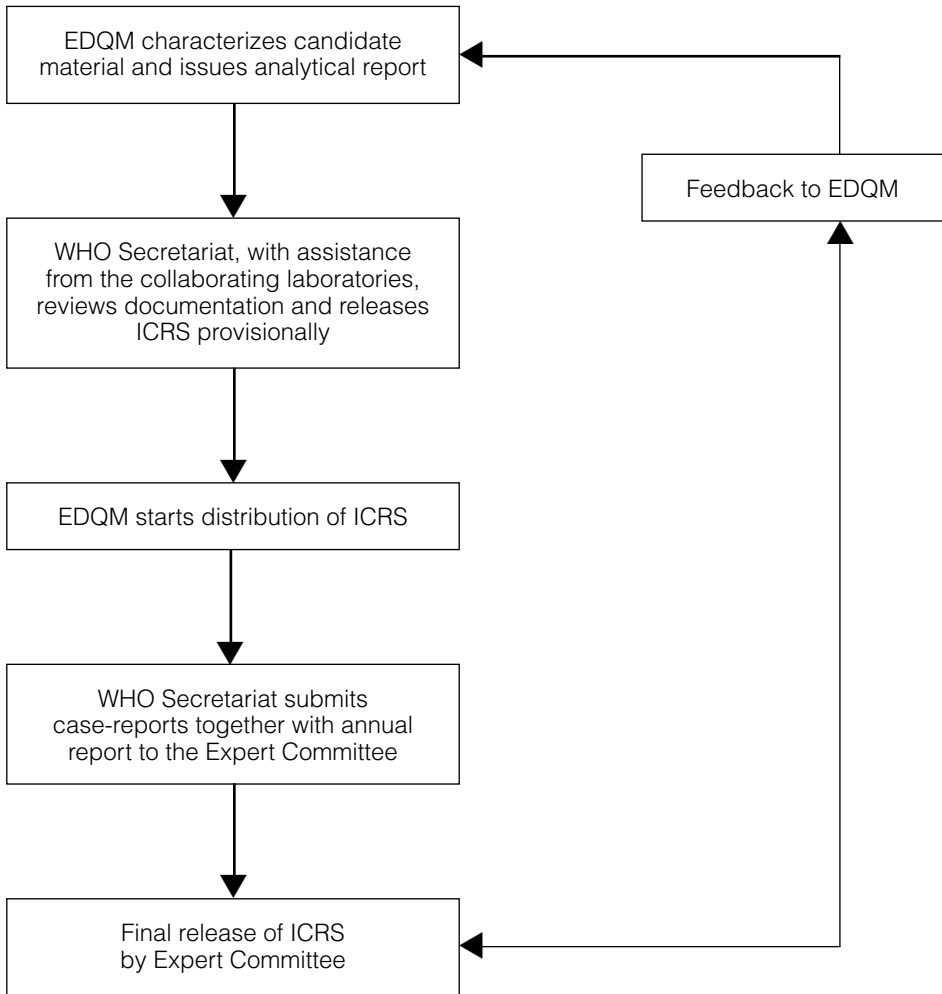 EDQM characterizes candidate
material and issues analytical report
Feedback to EDQM
WHO Secretariat, with assistance
from the collaborating laboratories,
reviews documentation and releases
ICRS provisionally
EDQM starts distribution of ICRS
WHO Secretariat submits
case-reports together with annual
report to the Expert Committee
Final release of ICRS
by Expert Committee